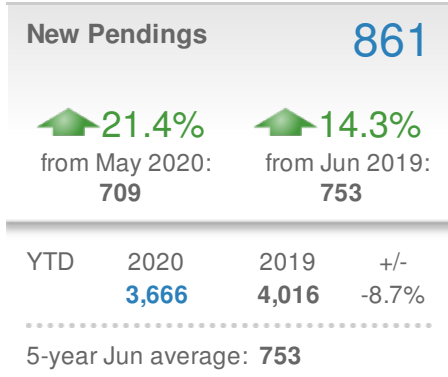 New Pendings 861
21.4% 14.3%
from May 2020: from Jun 2019:
709 753
YTD 2020 2019 +/-
3,666 4,016 -8.7%
5-year Jun average: 753